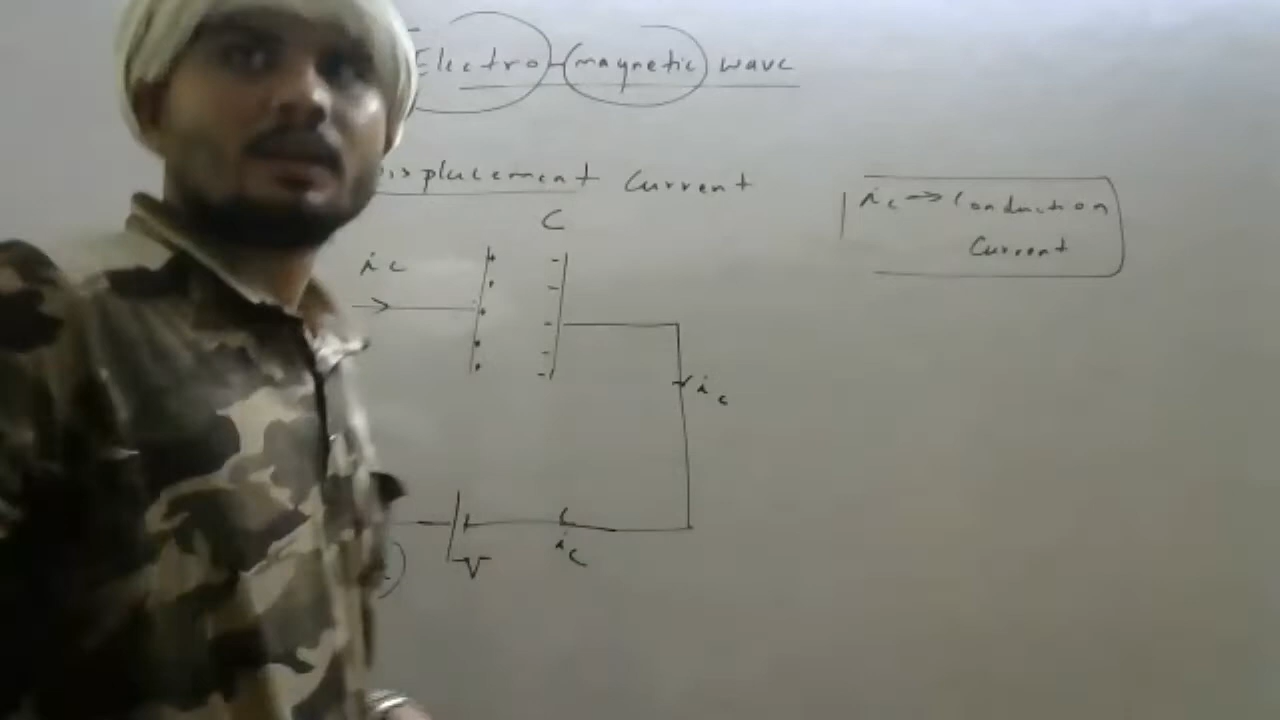 Electro-magnetic wave
Displacement Current
C
ic
ic → Conduction
Current
ic
ic
V